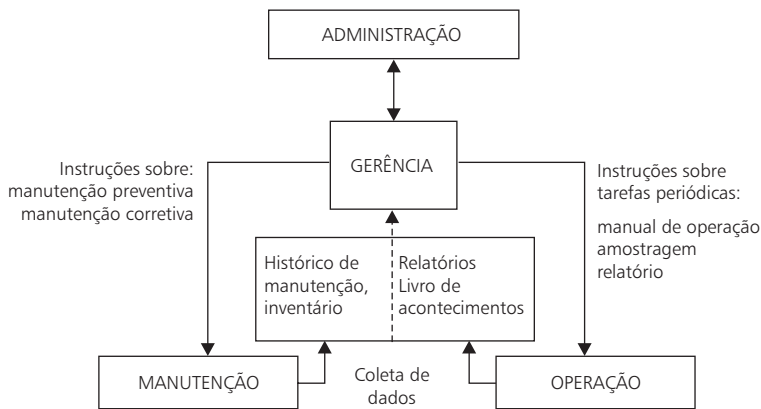 ADMINISTRAÇÃO
GERÊNCIA
Instruções sobre:
manutenção preventiva
manutenção corretiva
Instruções sobre
tarefas periódicas:
manual de operação
amostragem
relatório
Histórico de
manutenção,
inventário
Relatórios
Livro de
acontecimentos
MANUTENÇÃO
Coleta de
dados
OPERAÇÃO